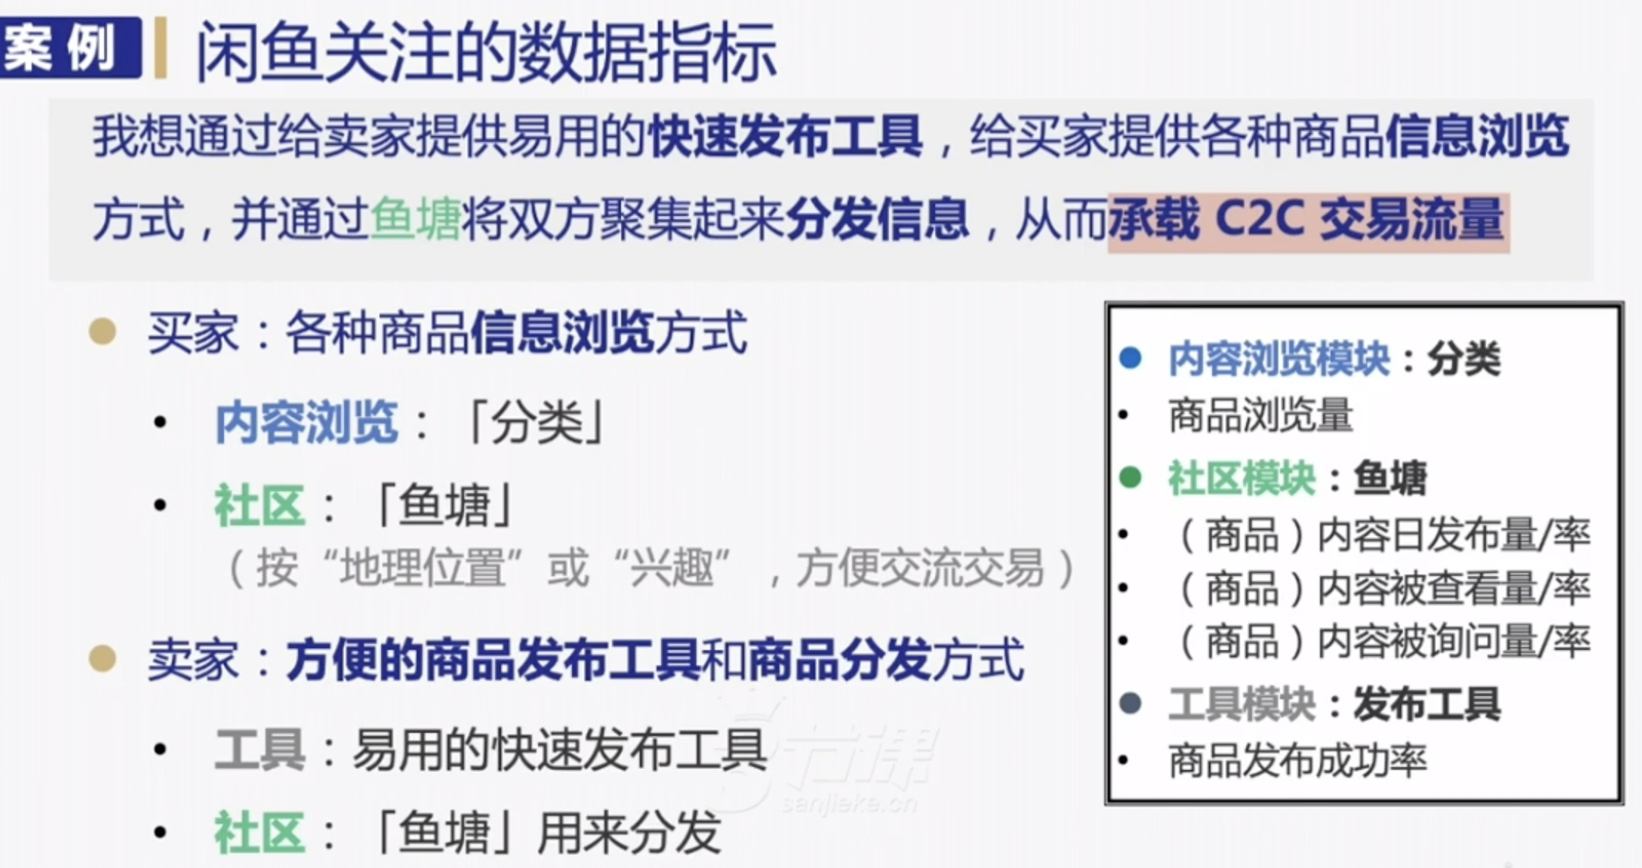 案例
闲鱼关注的数据指标
我想通过给卖家提供易用的快速发布工具，给买家提供各种商品信息浏览
方式，并通过鱼塘将双方聚集起来分发信息，从而承载 C2C 交易流量
买家：各种商品信息浏览方式
内容浏览：「分类」
社区：「鱼塘」
（按“地理位置”或“兴趣”，方便交流交易）
卖家：方便的商品发布工具和商品分发方式
工具：易用的快速发布工具
社区：「鱼塘」用来分发
内容浏览模块：分类
商品浏览量
社区模块：鱼塘
（商品）内容日发布量/率
（商品）内容被查看量/率
（商品）内容被询问量/率
工具模块：发布工具
商品发布成功率
三节课
sanjieke.cn